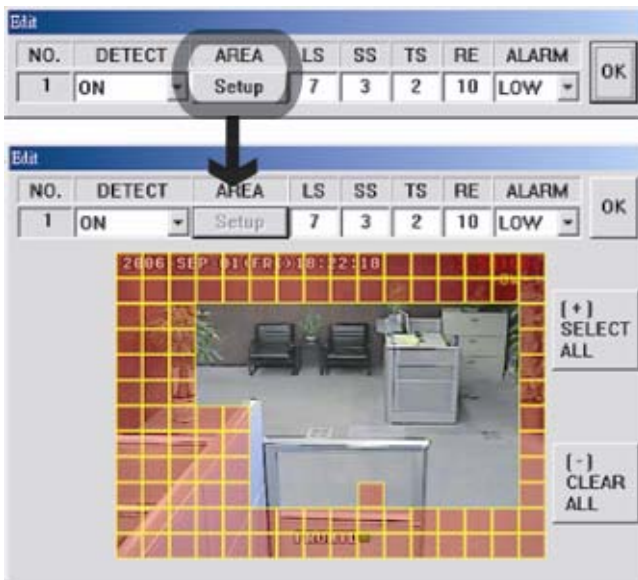 Edit
NO. DETECT AREA LS SS TS RE ALARM
1 ON Setup 7 3 2 10 LOW OK
Edit
NO. DETECT AREA LS SS TS RE ALARM
1 ON Setup 7 3 2 10 LOW OK
2006-SEP-01(FRI)18:22:18
[+]
SELECT
ALL
[-]
CLEAR
ALL